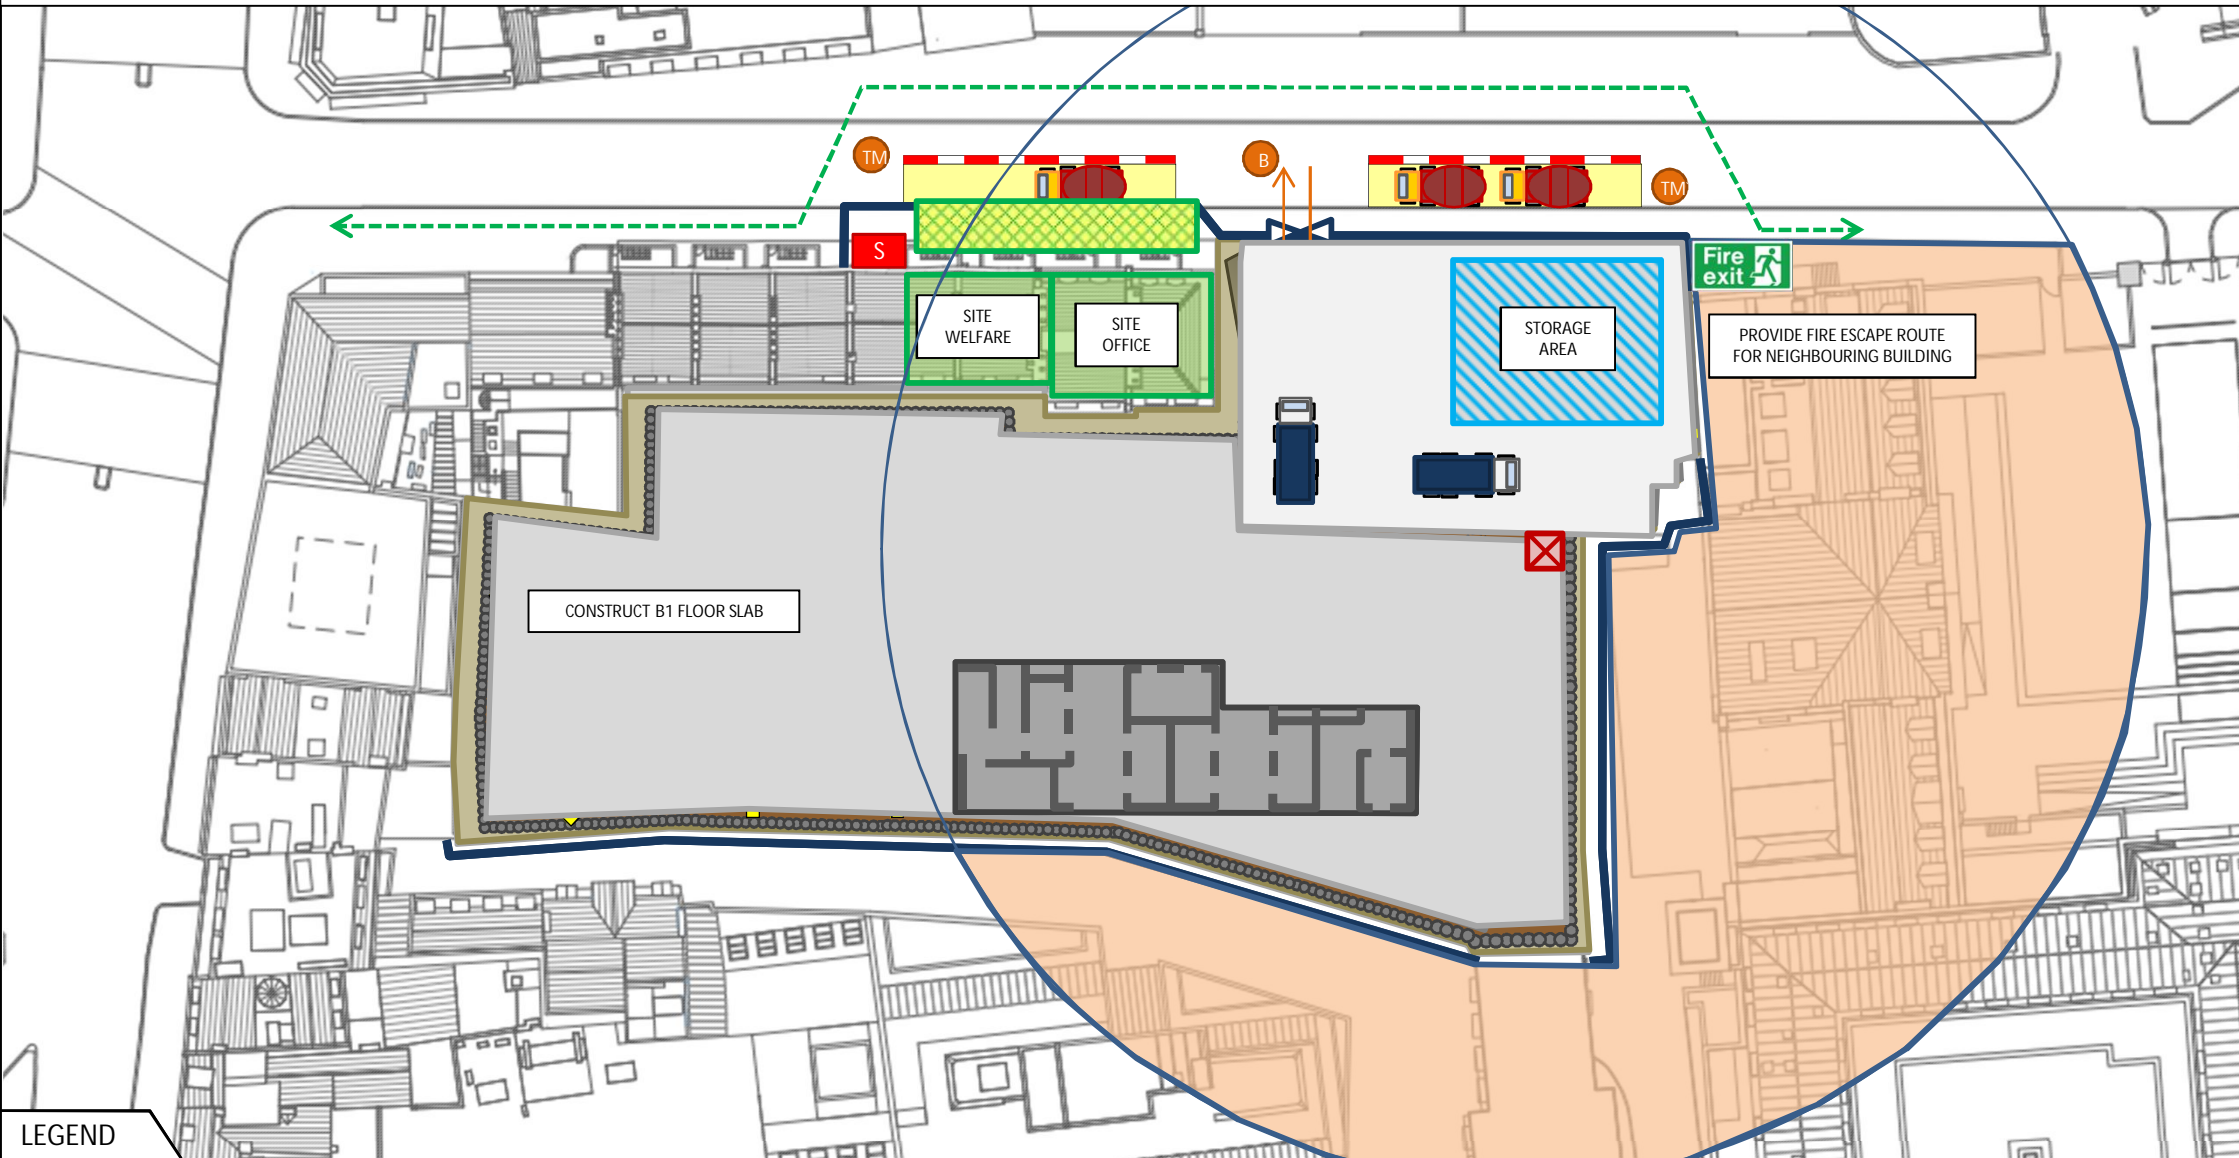 TM
B
TM
S
Fire
exit
SITE
WELFARE
SITE
OFFICE
STORAGE
AREA
PROVIDE FIRE ESCAPE ROUTE
FOR NEIGHBOURING BUILDING
CONSTRUCT B1 FLOOR SLAB
LEGEND